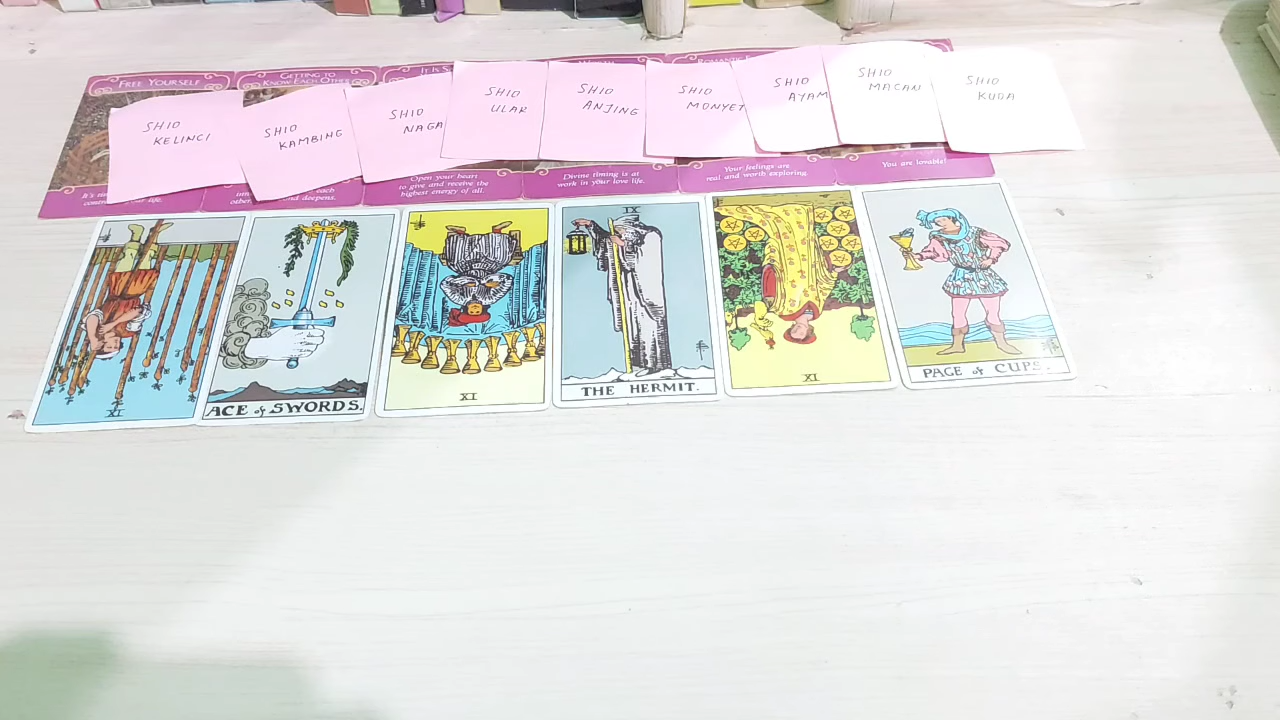 FREE YOURSELF
GETTING TO
KNOW EACH OTHER
SHIO
KELINCI
SHIO
KAMBING
SHIO
NAGA
SHIO
ULAR
SHIO
ANJING
SHIO
MONYET
SHIO
AYAM
SHIO
MACAN
SHIO
KUDA
Open your heart
to give and receive the
highest energy of all.
Divine timing is at
work in your love life.
Your feelings are
real and worth exploring.
You are lovable!
XI
ACE of SWORDS.
XI
IX
THE HERMIT.
XI
PAGE of CUPS.